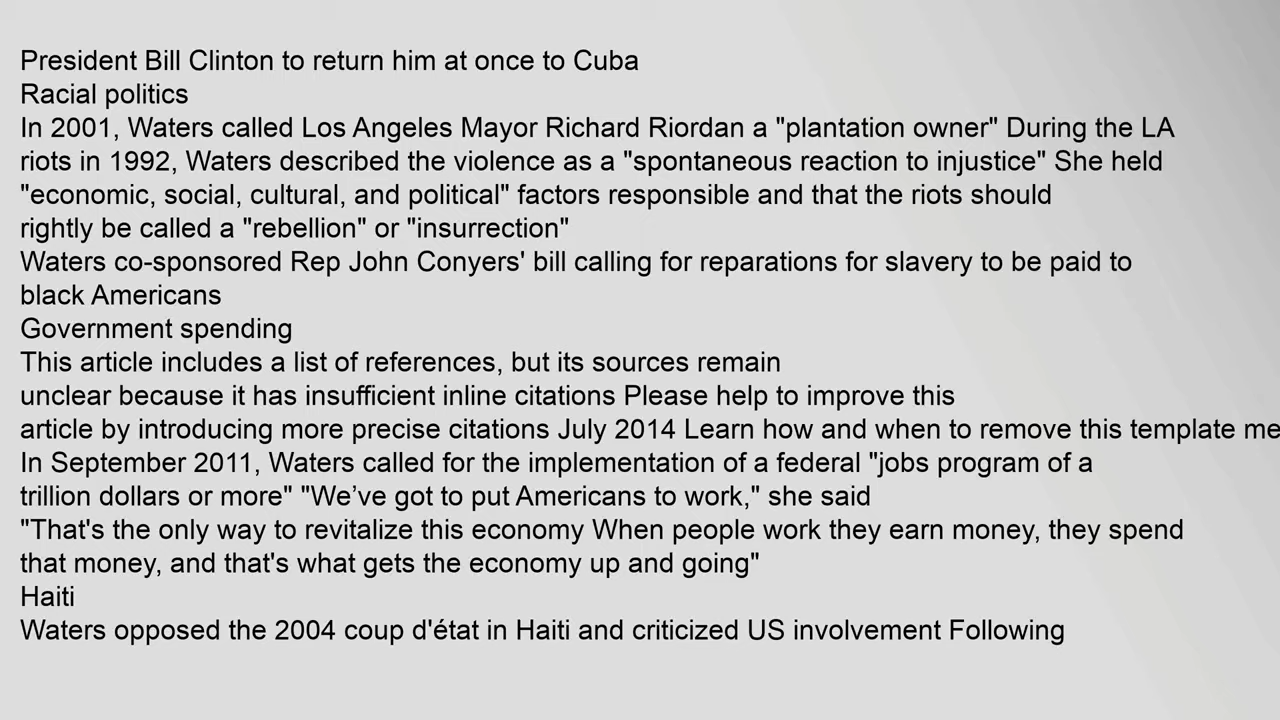 President Bill Clinton to return him at once to Cuba
Racial politics
In 2001, Waters called Los Angeles Mayor Richard Riordan a "plantation owner" During the LA
riots in 1992, Waters described the violence as a "spontaneous reaction to injustice" She held
"economic, social, cultural, and political" factors responsible and that the riots should
rightly be called a "rebellion" or "insurrection"
Waters co-sponsored Rep John Conyers' bill calling for reparations for slavery to be paid to
black Americans
Government spending
This article includes a list of references, but its sources remain
unclear because it has insufficient inline citations Please help to improve this
article by introducing more precise citations July 2014 Learn how and when to remove this template me
In September 2011, Waters called for the implementation of a federal "jobs program of a
trillion dollars or more" "We’ve got to put Americans to work," she said
"That's the only way to revitalize this economy When people work they earn money, they spend
that money, and that's what gets the economy up and going"
Haiti
Waters opposed the 2004 coup d'état in Haiti and criticized US involvement Following